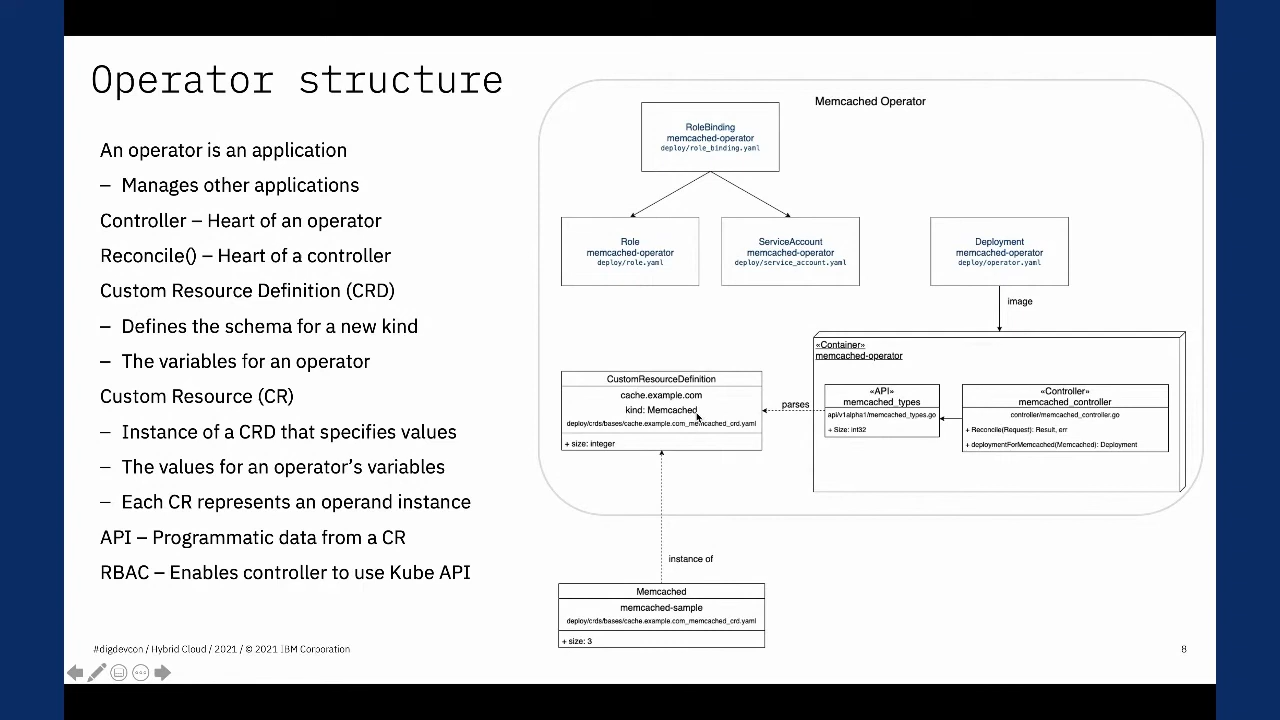 Operator structure
An operator is an application
– Manages other applications
Controller – Heart of an operator
Reconcile() – Heart of a controller
Custom Resource Definition (CRD)
– Defines the schema for a new kind
– The variables for an operator
Custom Resource (CR)
– Instance of a CRD that specifies values
– The values for an operator's variables
– Each CR represents an operand instance
API – Programmatic data from a CR
RBAC – Enables controller to use Kube API
Memcached Operator
RoleBinding
memcached-operator
deploy/role_binding.yaml
Role
memcached-operator
deploy/role.yaml
ServiceAccount
memcached-operator
deploy/service_account.yaml
Deployment
memcached-operator
deploy/operator.yaml
image
«Container»
memcached-operator
CustomResourceDefinition
cache.example.com
kind: Memcached
deploy/crds/bases/cache.example.com_memcached_crd.yaml
+ size: integer
parses
«API»
memcached_types
api/v1alpha1/memcached_types.go
+ Size: int32
«Controller»
memcached_controller
controller/memcached_controller.go
+ Reconcile(Request): Result, err
+ deploymentForMemcached(Memcached): Deployment
instance of
Memcached
memcached-sample
deploy/crds/bases/cache.example.com_memcached_crd.yaml
+ size: 3
#digdevcon / Hybrid Cloud / 2021 / © 2021 IBM Corporation
8